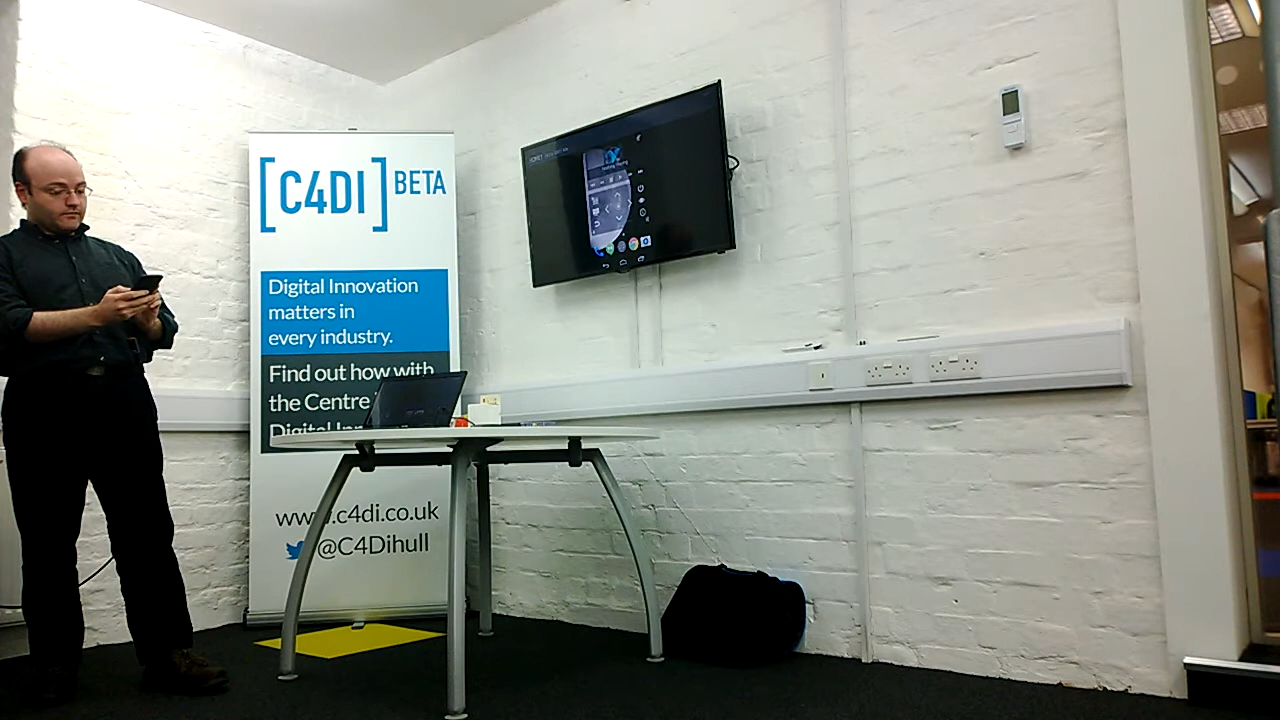 [C4DI] BETA
Digital Innovation
matters in
every industry.
Find out how with
the Centre
Digital
www.c4di.co.uk
@C4DIhull